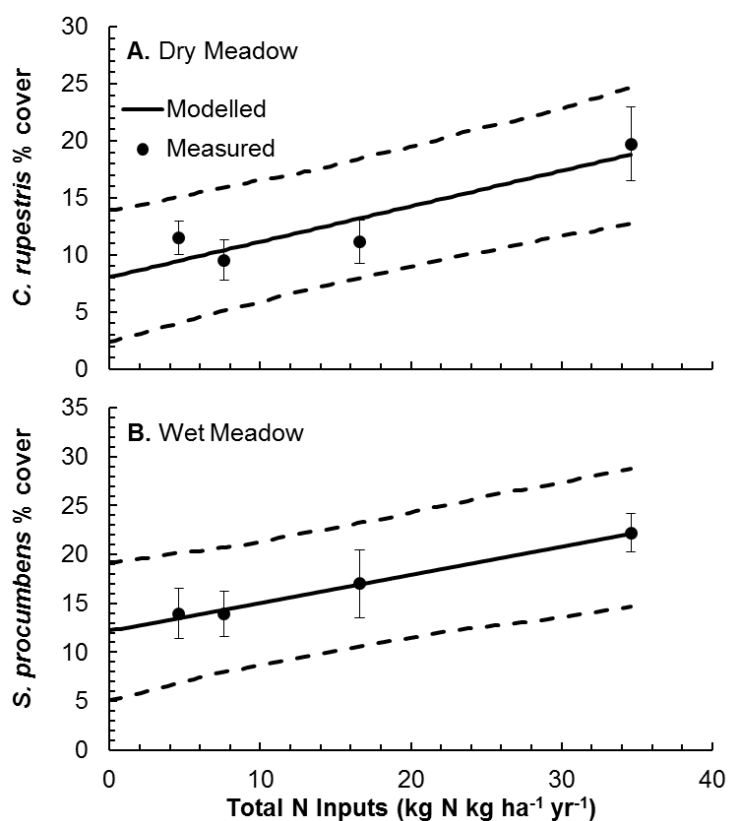 30
25
20
15
10
5
0
C. rupestris % cover
A. Dry Meadow
Modelled
Measured
35
30
25
20
15
10
5
0
S. procumbens % cover
B. Wet Meadow
0 10 20 30 40
Total N Inputs (kg N kg ha⁻¹ yr⁻¹)